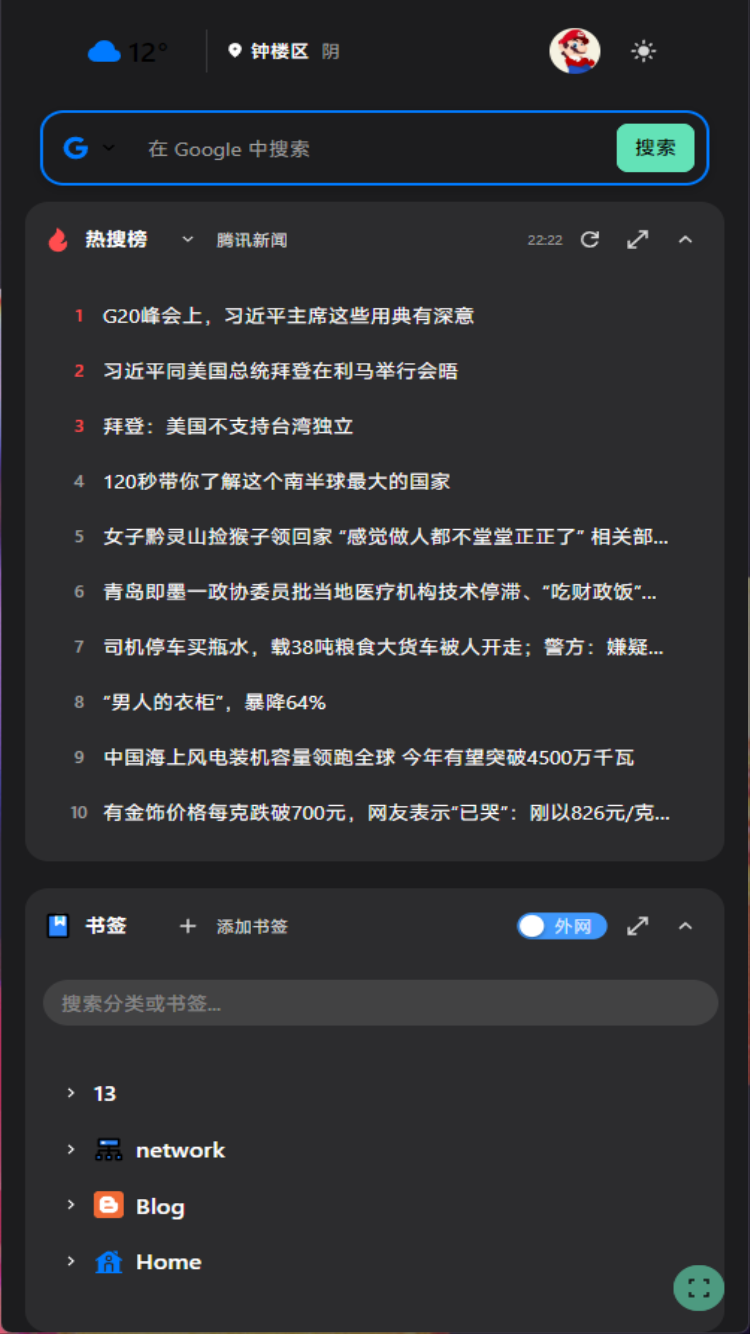 12°
钟楼区 阴
在 Google 中搜索
搜索
热搜榜 腾讯新闻 22:22
1 G20峰会上，习近平主席这些用典有深意
2 习近平同美国总统拜登在利马举行会晤
3 拜登：美国不支持台湾独立
4 120秒带你了解这个南半球最大的国家
5 女子黔灵山捡猴子领回家 “感觉做人都不堂堂正正了” 相关部...
6 青岛即墨一政协委员批当地医疗机构技术停滞、“吃财政饭”...
7 司机停车买瓶水，载38吨粮食大货车被人开走；警方：嫌疑...
8 “男人的衣柜”，暴降64%
9 中国海上风电装机容量领跑全球 今年有望突破4500万千瓦
10 有金饰价格每克跌破700元，网友表示“已哭”：刚以826元/克...
书签 添加书签 外网
搜索分类或书签...
13
network
Blog
Home